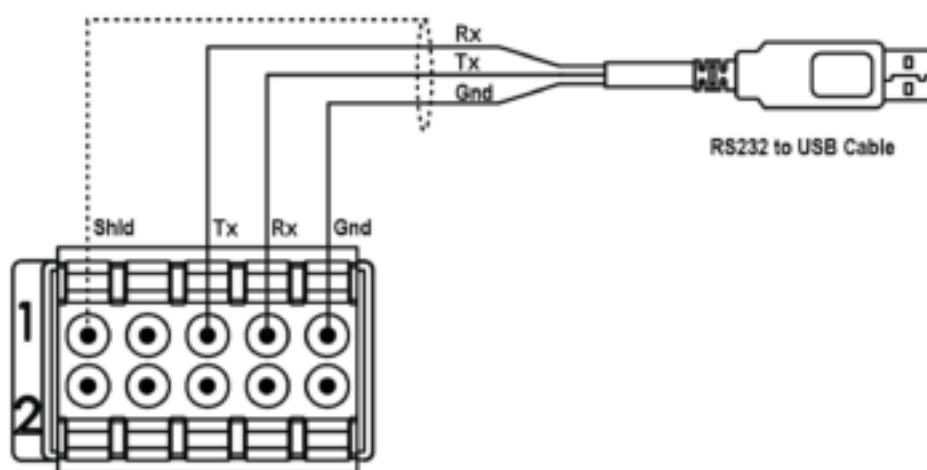 Rx
Tx
Gnd
RS232 to USB Cable
Shld Tx Rx Gnd
1
2